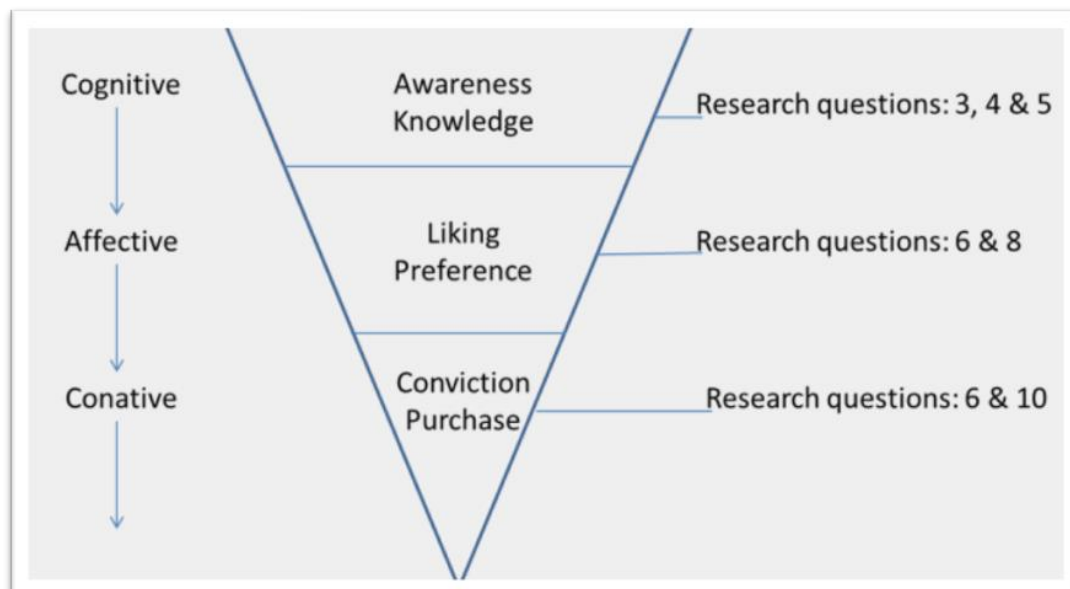 Cognitive
Awareness
Knowledge
Research questions: 3, 4 & 5
Affective
Liking
Preference
Research questions: 6 & 8
Conative
Conviction
Purchase
Research questions: 6 & 10